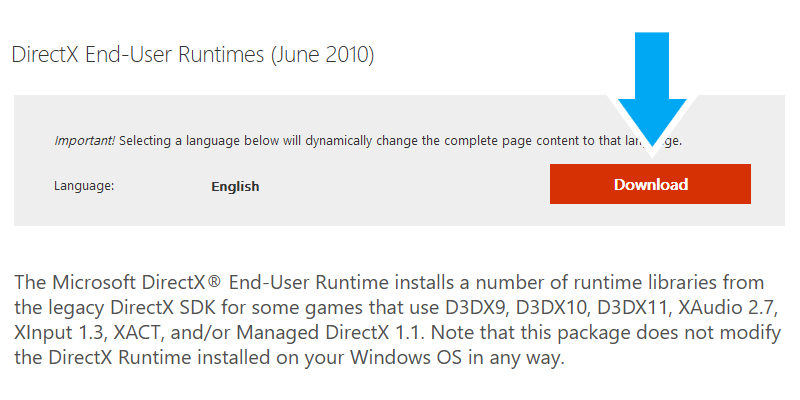 DirectX End-User Runtimes (June 2010)
Important! Selecting a language below will dynamically change the complete page content to that
Language: English Download
The Microsoft DirectX® End-User Runtime installs a number of runtime libraries from
the legacy DirectX SDK for some games that use D3DX9, D3DX10, D3DX11, XAudio 2.7,
XInput 1.3, XACT, and/or Managed DirectX 1.1. Note that this package does not modify
the DirectX Runtime installed on your Windows OS in any way.